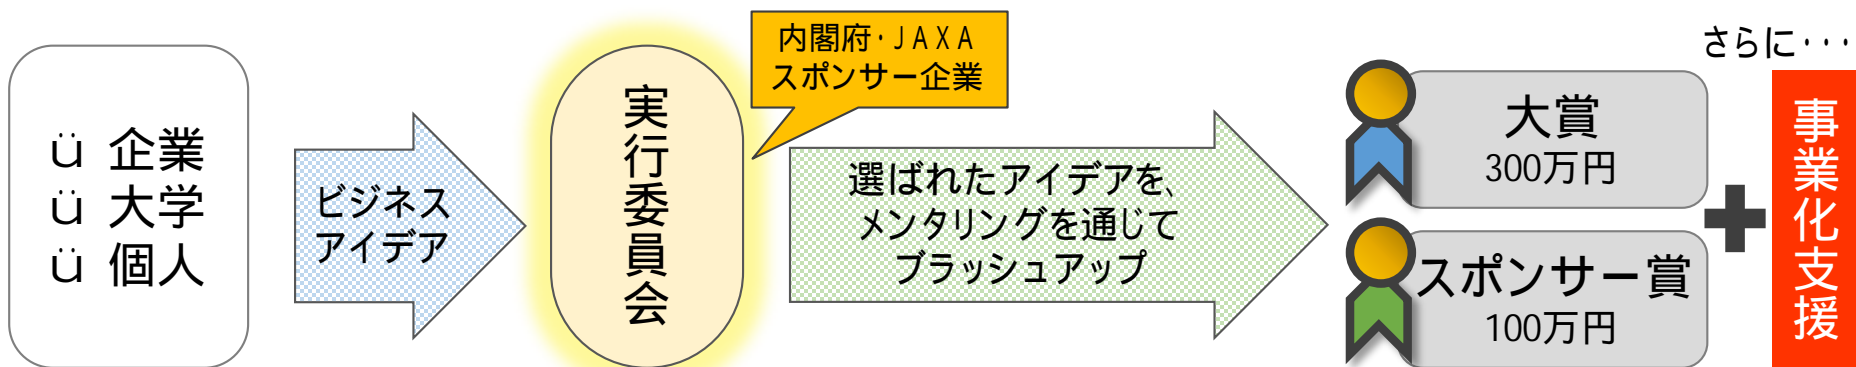 ü 企業
ü 大学
ü 個人
ビジネス
アイデア
実行委員会
内閣府・JAXA
スポンサー企業
選ばれたアイデアを、
メンタリングを通じて
ブラッシュアップ
大賞
300万円
スポンサー賞
100万円
さらに・・・
事業化支援